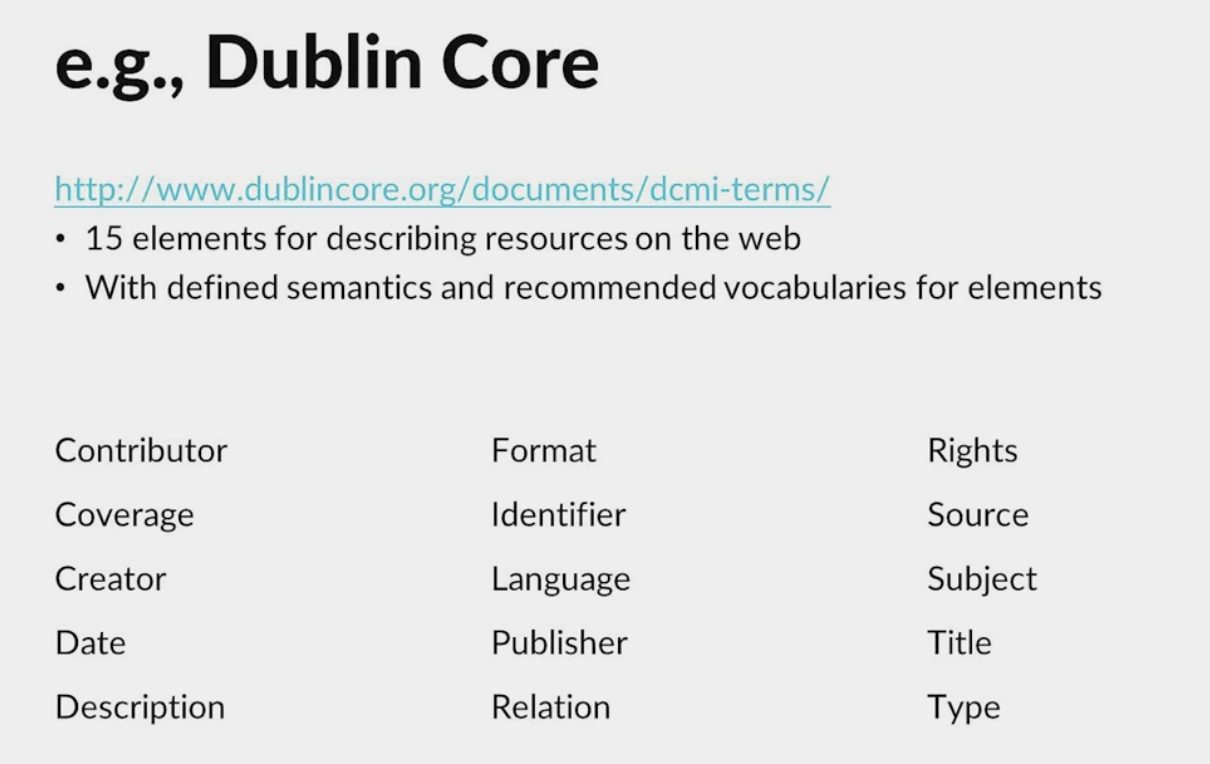 e.g., Dublin Core
http://www.dublincore.org/documents/dcmi-terms/
• 15 elements for describing resources on the web
• With defined semantics and recommended vocabularies for elements
Contributor
Coverage
Creator
Date
Description
Format
Identifier
Language
Publisher
Relation
Rights
Source
Subject
Title
Type